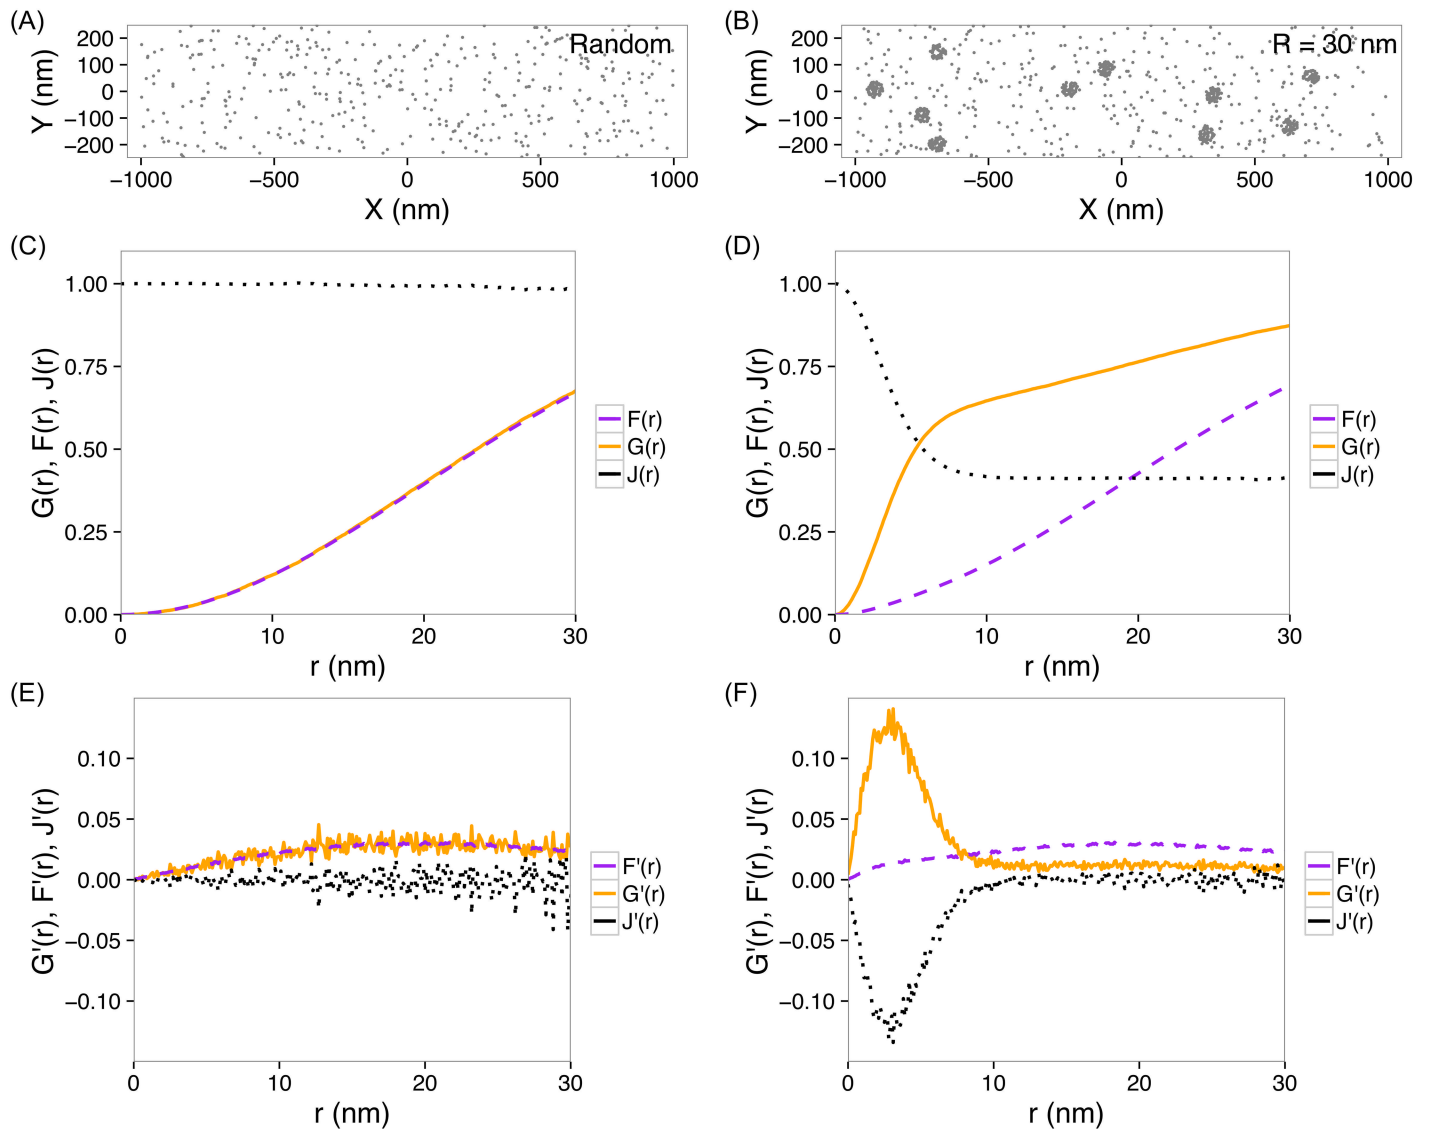 (A)
Random
Y (nm)
200
100
0
−100
−200
−1000
−500
0
500
1000
X (nm)
(B)
R = 30 nm
Y (nm)
200
100
0
−100
−200
−1000
−500
0
500
1000
X (nm)
(C)
G(r), F(r), J(r)
1.00
0.75
0.50
0.25
0.00
0
10
20
30
r (nm)
F(r)
G(r)
J(r)
(D)
G(r), F(r), J(r)
1.00
0.75
0.50
0.25
0.00
0
10
20
30
r (nm)
F(r)
G(r)
J(r)
(E)
G'(r), F'(r), J'(r)
0.10
0.05
0.00
−0.05
−0.10
0
10
20
30
r (nm)
F'(r)
G'(r)
J'(r)
(F)
G'(r), F'(r), J'(r)
0.10
0.05
0.00
−0.05
−0.10
0
10
20
30
r (nm)
F'(r)
G'(r)
J'(r)